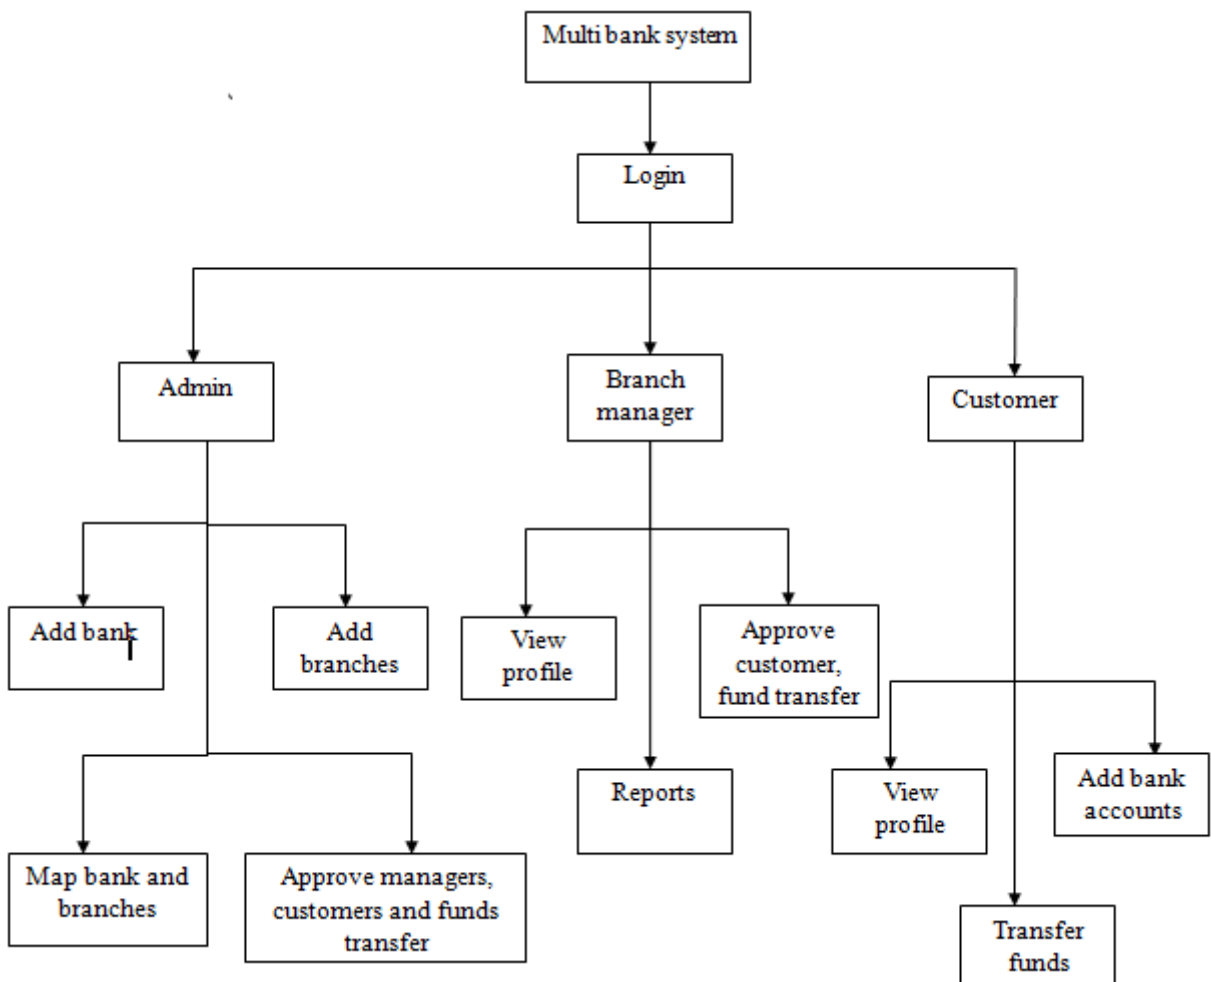 Multi bank system
Login
Admin
Branch
manager
Customer
Add bank
Add
branches
View
profile
Approve
customer,
fund transfer
Map bank and
branches
Approve managers,
customers and funds
transfer
Reports
View
profile
Add bank
accounts
Transfer
funds